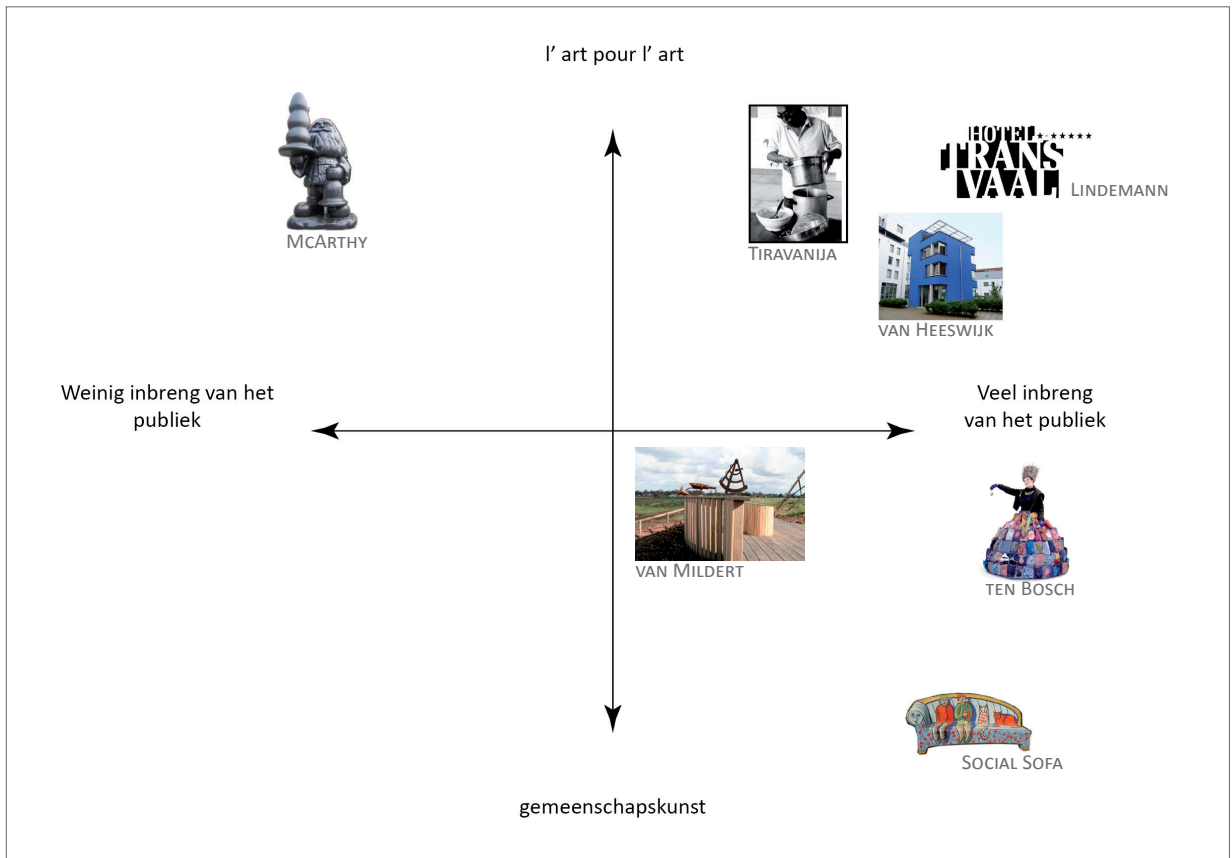 l' art pour l' art
HOTEL ★★★★★★
TRANS
VAAL
LINDEMANN
MCARTHY
TIRAVANIJA
VAN HEESWIJK
Weinig inbreng van het
publiek
Veel inbreng
van het publiek
VAN MILDERT
TEN BOSCH
SOCIAL SOFA
gemeenschapskunst